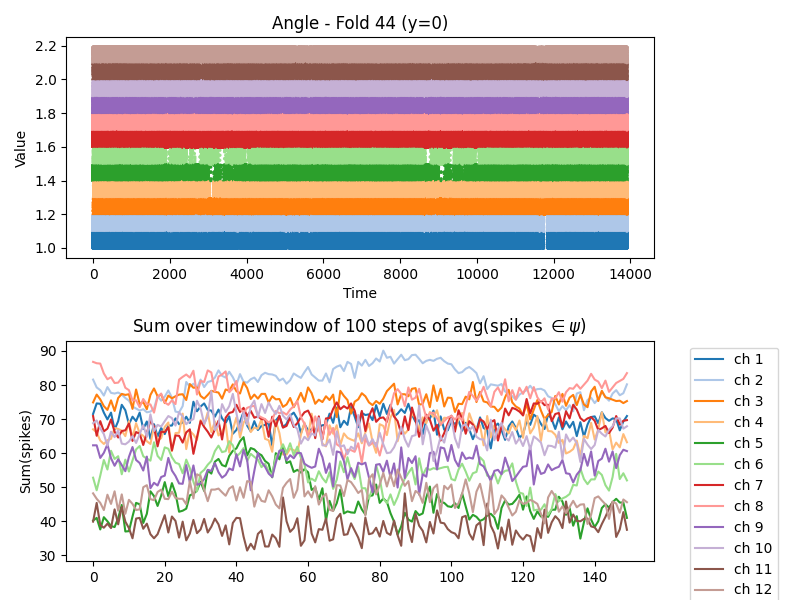 Angle - Fold 44 (y=0)
2.2
2.0
1.8
1.6
1.4
1.2
1.0
Value
0 2000 4000 6000 8000 10000 12000 14000
Time
Sum over timewindow of 100 steps of avg(spikes ∈ ψ)
90
80
70
60
50
40
30
Sum(spikes)
0 20 40 60 80 100 120 140
ch 1
ch 2
ch 3
ch 4
ch 5
ch 6
ch 7
ch 8
ch 9
ch 10
ch 11
ch 12